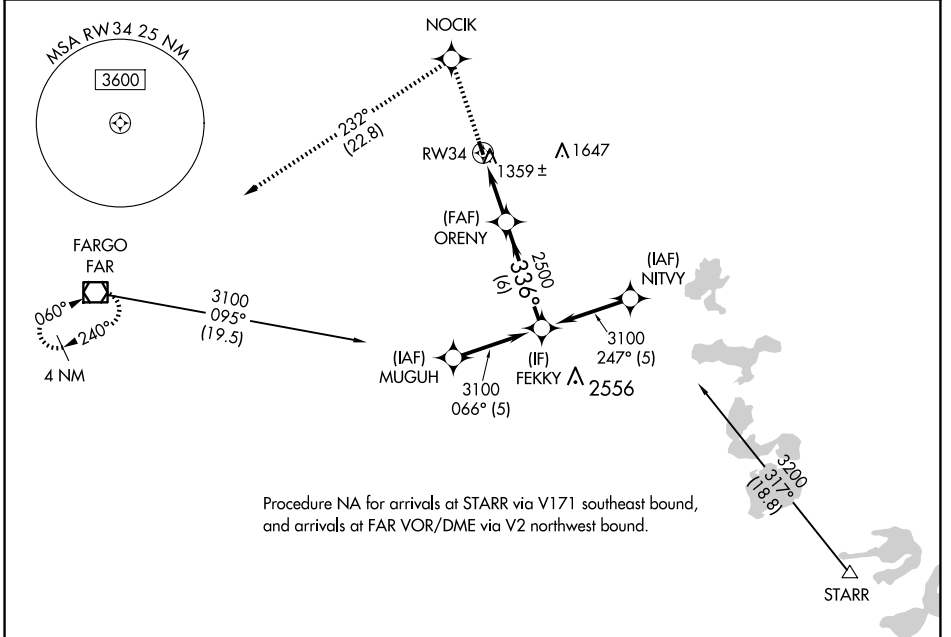 MSA RW34 25 NM
3600
NOCIK
232°
(22.8)
RW34
1359 ±
1647
(FAF)
ORENY
FARGO
FAR
060°
240°
4 NM
3100
095°
(19.5)
2500
336°
(6)
(IAF)
NITVY
3100
247° (5)
(IAF)
MUGUH
3100
066° (5)
(IF)
FEKKY
2556
3200
317°
(18.8)
STARR
Procedure NA for arrivals at STARR via V171 southeast bound,
and arrivals at FAR VOR/DME via V2 northwest bound.